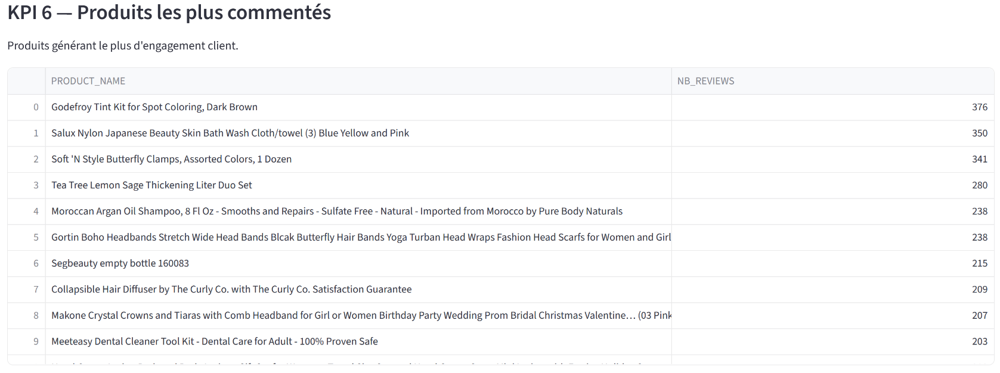 KPI 6 — Produits les plus commentés
Produits générant le plus d'engagement client.
PRODUCT_NAME NB_REVIEWS
0 Godefroy Tint Kit for Spot Coloring, Dark Brown 376
1 Salux Nylon Japanese Beauty Skin Bath Wash Cloth/towel (3) Blue Yellow and Pink 350
2 Soft 'N Style Butterfly Clamps, Assorted Colors, 1 Dozen 341
3 Tea Tree Lemon Sage Thickening Liter Duo Set 280
4 Moroccan Argan Oil Shampoo, 8 Fl Oz - Smooths and Repairs - Sulfate Free - Natural - Imported from Morocco by Pure Body Naturals 238
5 Gortin Boho Headbands Stretch Wide Head Bands Blcak Butterfly Hair Bands Yoga Turban Head Wraps Fashion Head Scarfs for Women and Girl 238
6 Segbeauty empty bottle 160083 215
7 Collapsible Hair Diffuser by The Curly Co. with The Curly Co. Satisfaction Guarantee 209
8 Makone Crystal Crowns and Tiaras with Comb Headband for Girl or Women Birthday Party Wedding Prom Bridal Christmas Valentine… (03 Pink 207
9 Meeteasy Dental Cleaner Tool Kit - Dental Care for Adult - 100% Proven Safe 203